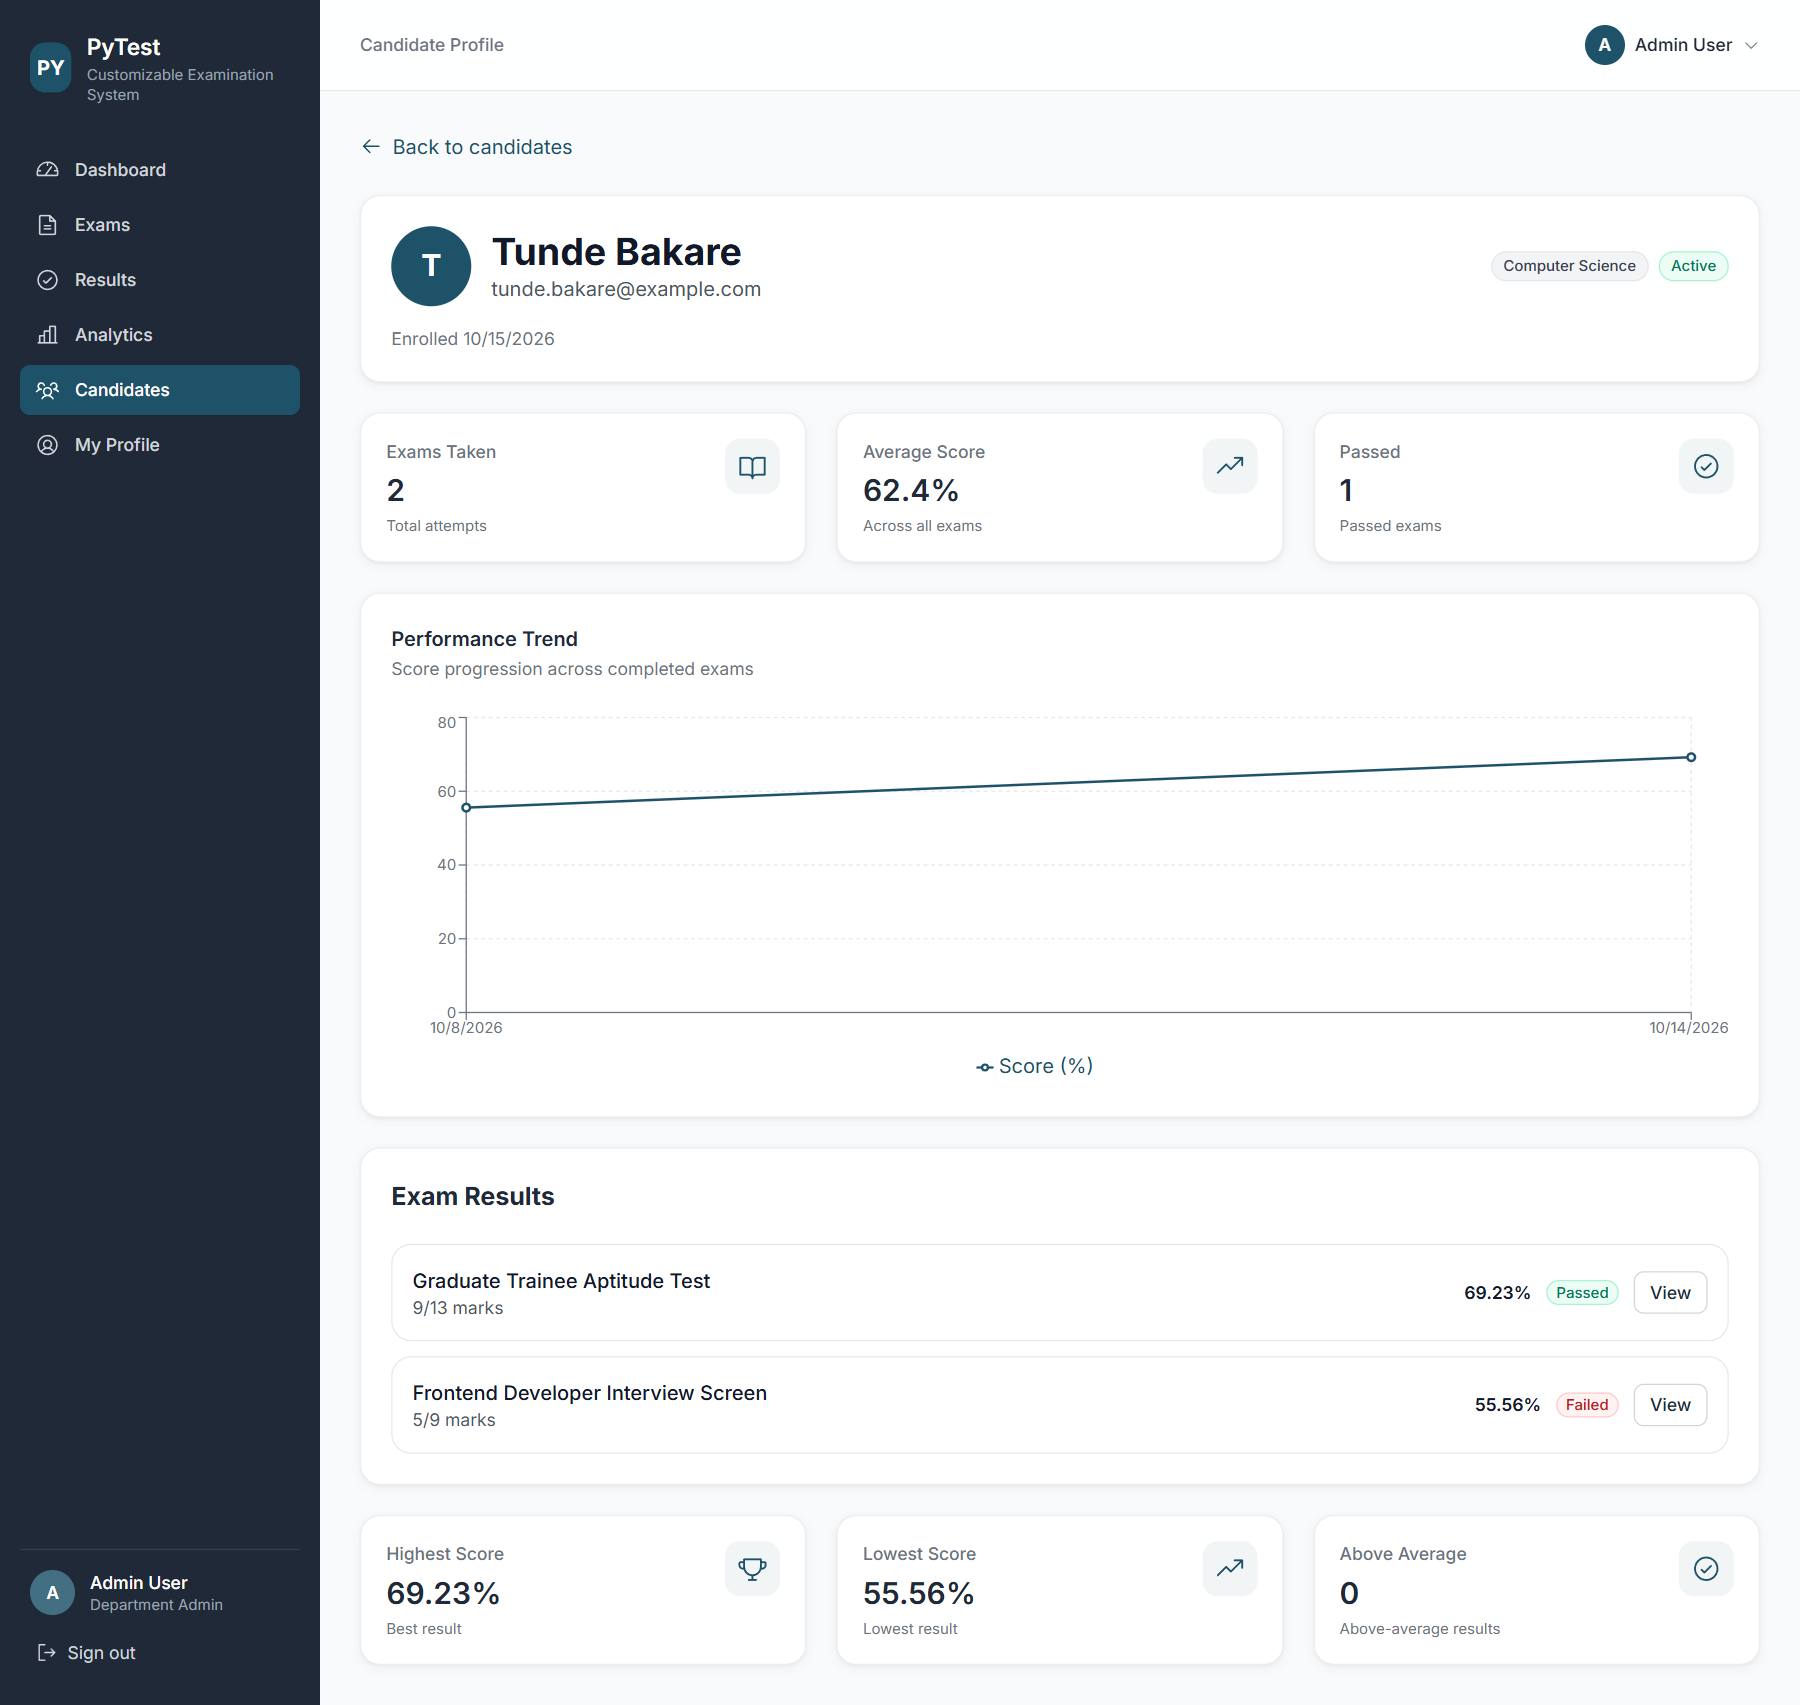 PY
PyTest
Customizable Examination
System
Dashboard
Exams
Results
Analytics
Candidates
My Profile
A
Admin User
Department Admin
Sign out
Candidate Profile
A
Admin User
Back to candidates
T
Tunde Bakare
tunde.bakare@example.com
Computer Science
Active
Enrolled 10/15/2026
Exams Taken
2
Total attempts
Average Score
62.4%
Across all exams
Passed
1
Passed exams
Performance Trend
Score progression across completed exams
80
60
40
20
0
10/8/2026
10/14/2026
Score (%)
Exam Results
Graduate Trainee Aptitude Test
9/13 marks
69.23%
Passed
View
Frontend Developer Interview Screen
5/9 marks
55.56%
Failed
View
Highest Score
69.23%
Best result
Lowest Score
55.56%
Lowest result
Above Average
0
Above-average results